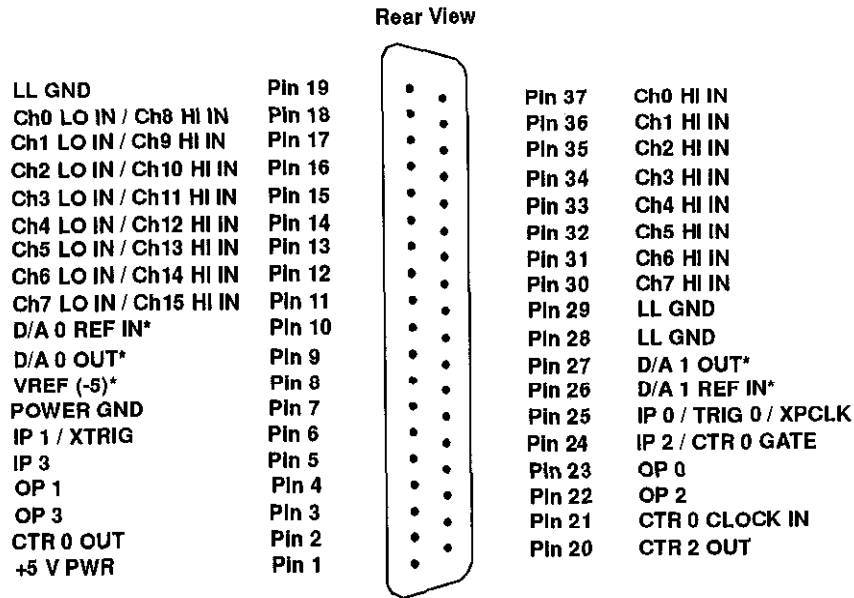 Rear View
LL GND Pin 19
Ch0 LO IN / Ch8 HI IN Pin 18
Ch1 LO IN / Ch9 HI IN Pin 17
Ch2 LO IN / Ch10 HI IN Pin 16
Ch3 LO IN / Ch11 HI IN Pin 15
Ch4 LO IN / Ch12 HI IN Pin 14
Ch5 LO IN / Ch13 HI IN Pin 13
Ch6 LO IN / Ch14 HI IN Pin 12
Ch7 LO IN / Ch15 HI IN Pin 11
D/A 0 REF IN* Pin 10
D/A 0 OUT* Pin 9
VREF (-5)* Pin 8
POWER GND Pin 7
IP 1 / XTRIG Pin 6
IP 3 Pin 5
OP 1 Pin 4
OP 3 Pin 3
CTR 0 OUT Pin 2
+5 V PWR Pin 1
Pin 37 Ch0 HI IN
Pin 36 Ch1 HI IN
Pin 35 Ch2 HI IN
Pin 34 Ch3 HI IN
Pin 33 Ch4 HI IN
Pin 32 Ch5 HI IN
Pin 31 Ch6 HI IN
Pin 30 Ch7 HI IN
Pin 29 LL GND
Pin 28 LL GND
Pin 27 D/A 1 OUT*
Pin 26 D/A 1 REF IN*
Pin 25 IP 0 / TRIG 0 / XPCLK
Pin 24 IP 2 / CTR 0 GATE
Pin 23 OP 0
Pin 22 OP 2
Pin 21 CTR 0 CLOCK IN
Pin 20 CTR 2 OUT